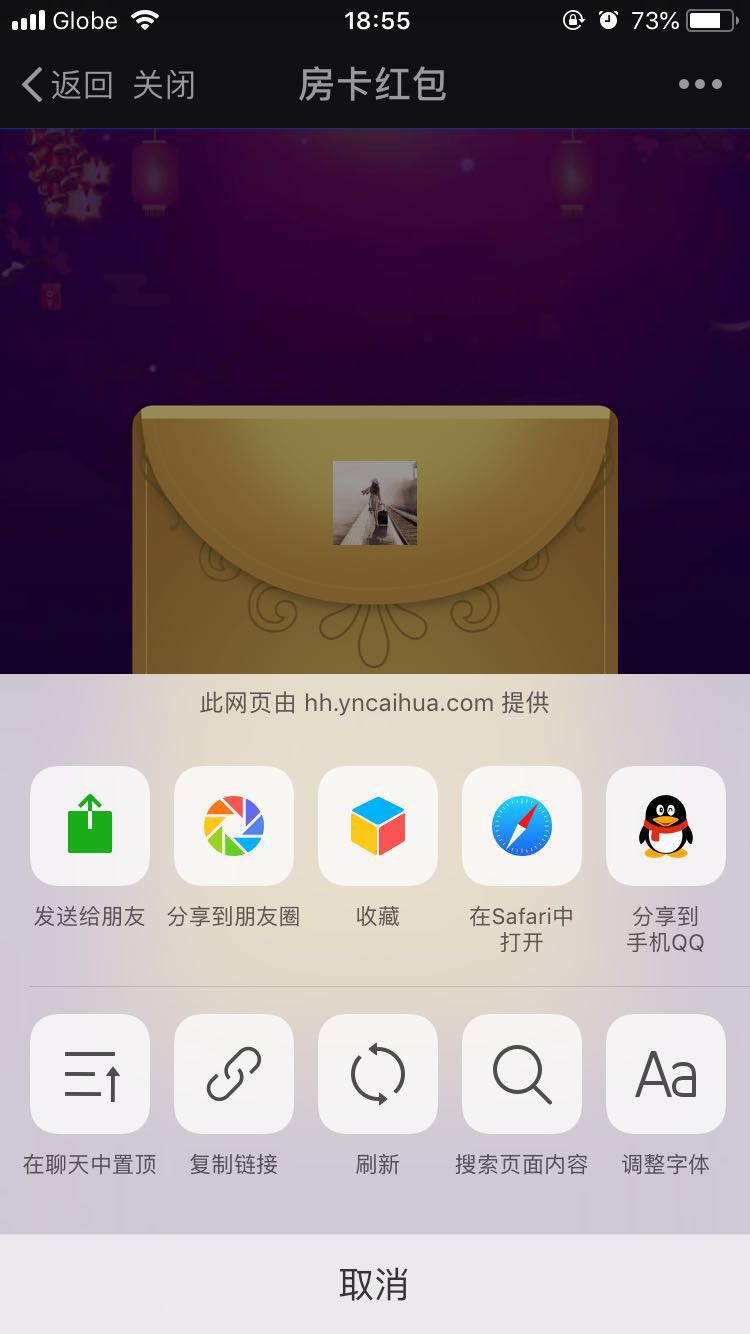 Globe
18:55
73%
返回
关闭
房卡红包
此网页由 hh.yncaihua.com 提供
发送给朋友
分享到朋友圈
收藏
在Safari中
打开
分享到
手机QQ
Aa
在聊天中置顶
复制链接
刷新
搜索页面内容
调整字体
取消